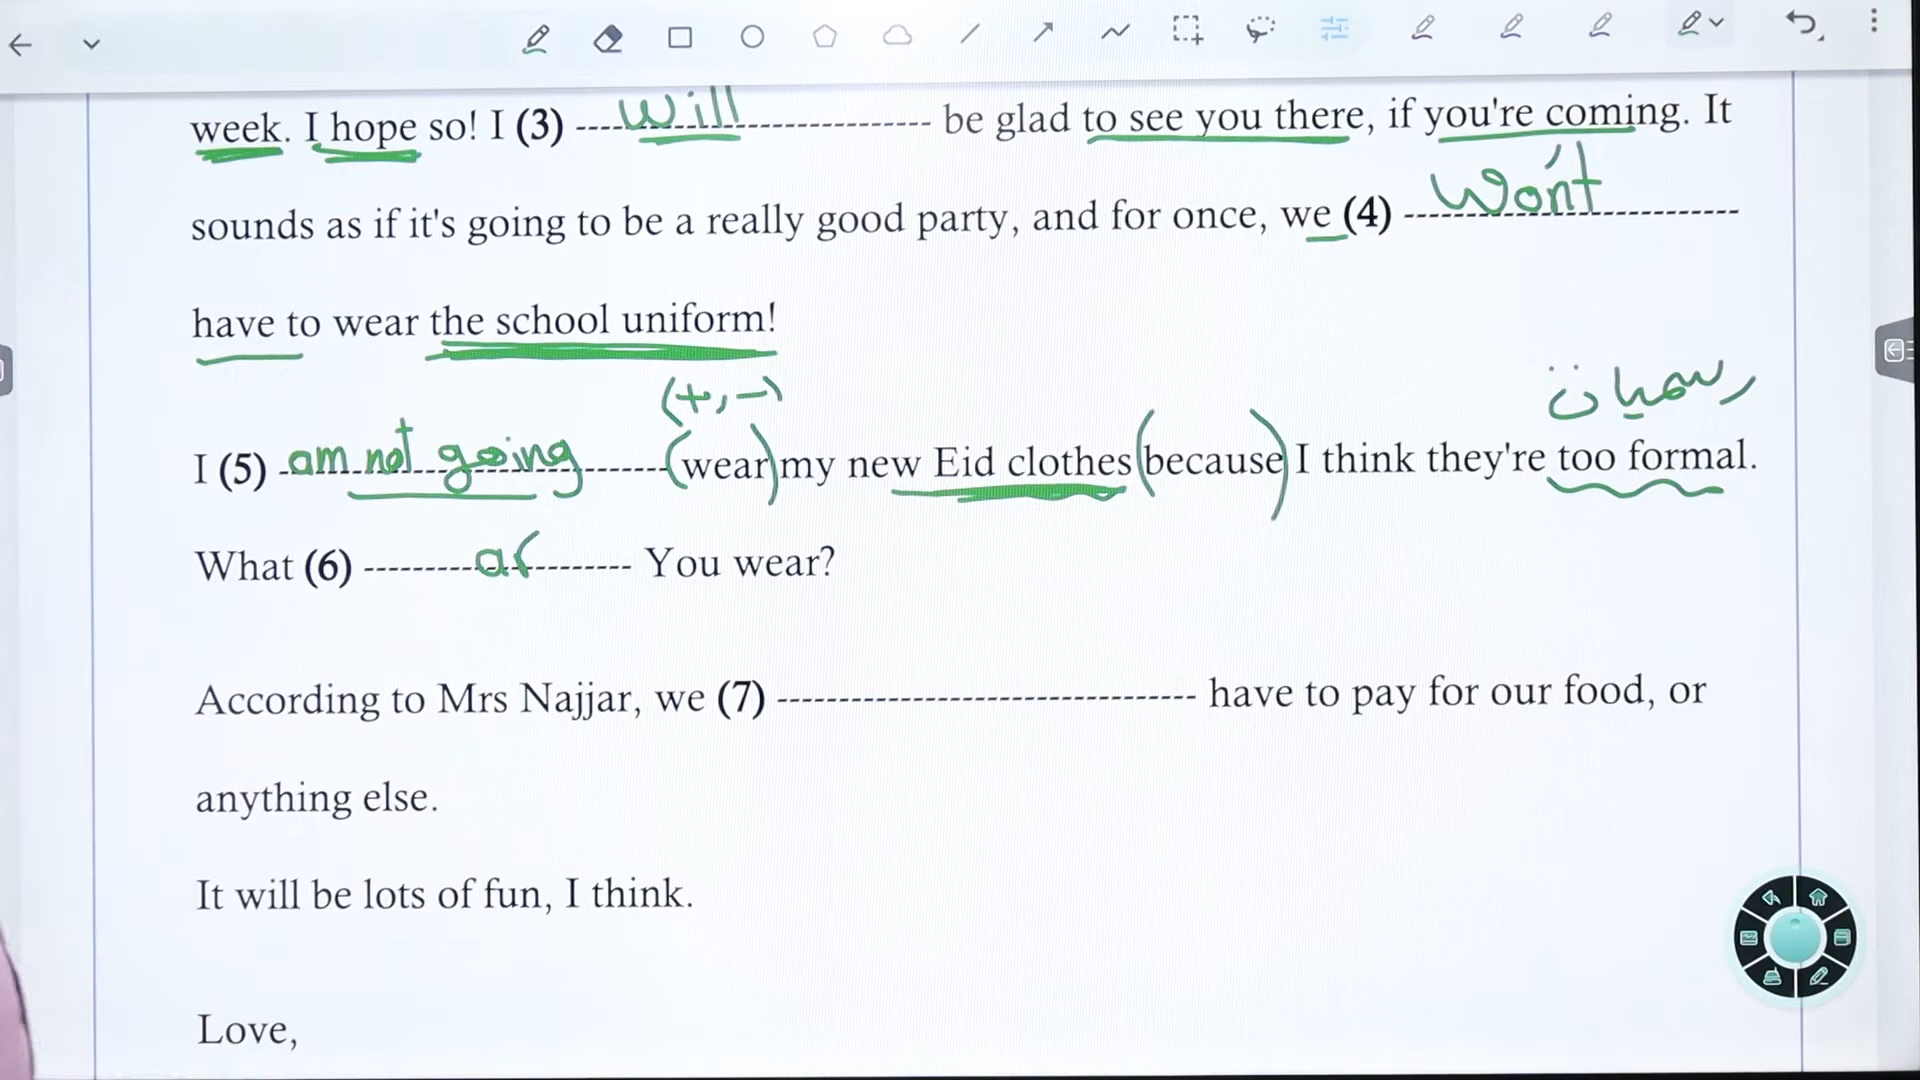 week. I hope so! I (3) ---will--- be glad to see you there, if you're coming. It
sounds as if it's going to be a really good party, and for once, we (4) ---won't---
have to wear the school uniform!
(+, -)
رسميات
I (5) ---am not going--- (wear) my new Eid clothes (because) I think they're too formal.
What (6) ---ar--- You wear?
According to Mrs Najjar, we (7) ------ have to pay for our food, or
anything else.
It will be lots of fun, I think.
Love,